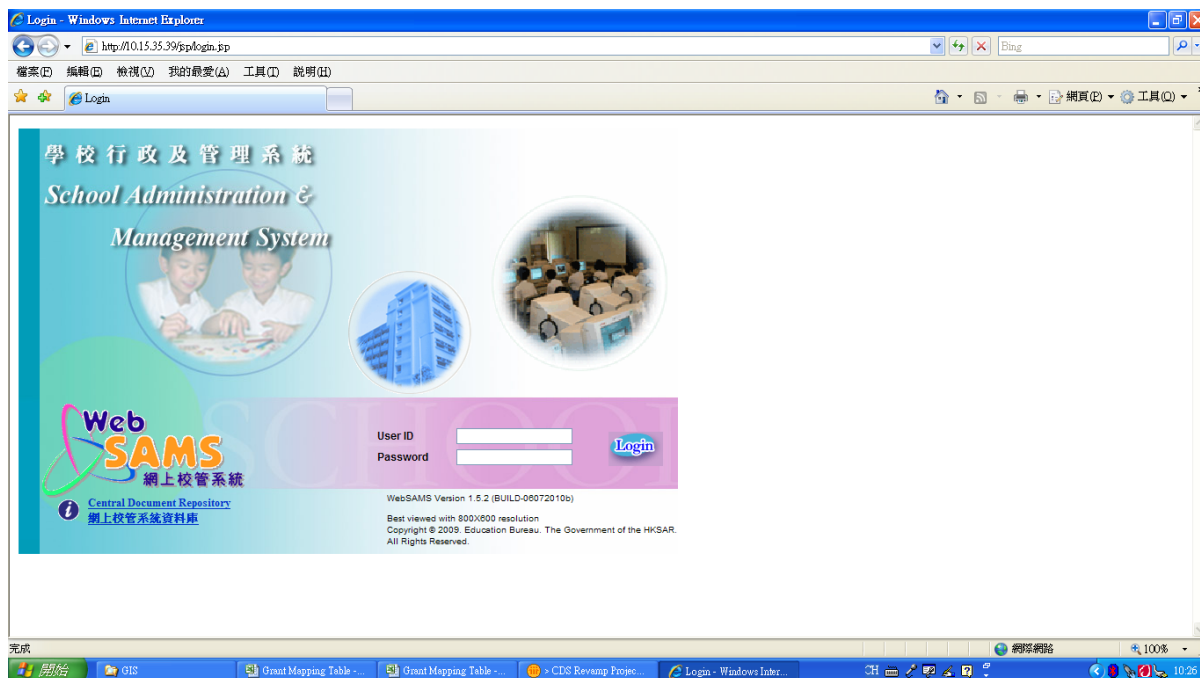 Login - Windows Internet Explorer
http://10.15.35.39/jsp/login.jsp
Bing
檔案(F) 編輯(E) 檢視(V) 我的最愛(A) 工具(T) 說明(H)
Login
網頁(P) 工具(O)
學校行政及管理系統
School Administration &
Management System
SCHOOL
Web
SAMS
網上校管系統
User ID
Password
Login
Central Document Repository
網上校管系統資料庫
WebSAMS Version 1.5.2 (BUILD-06072010b)
Best viewed with 800X600 resolution
Copyright © 2009. Education Bureau. The Government of the HKSAR.
All Rights Reserved.
完成 網際網路 100%
開始 GIS Grant Mapping Table -... Grant Mapping Table -... > CDS Revamp Projec... Login - Windows Inter... CH 10:26